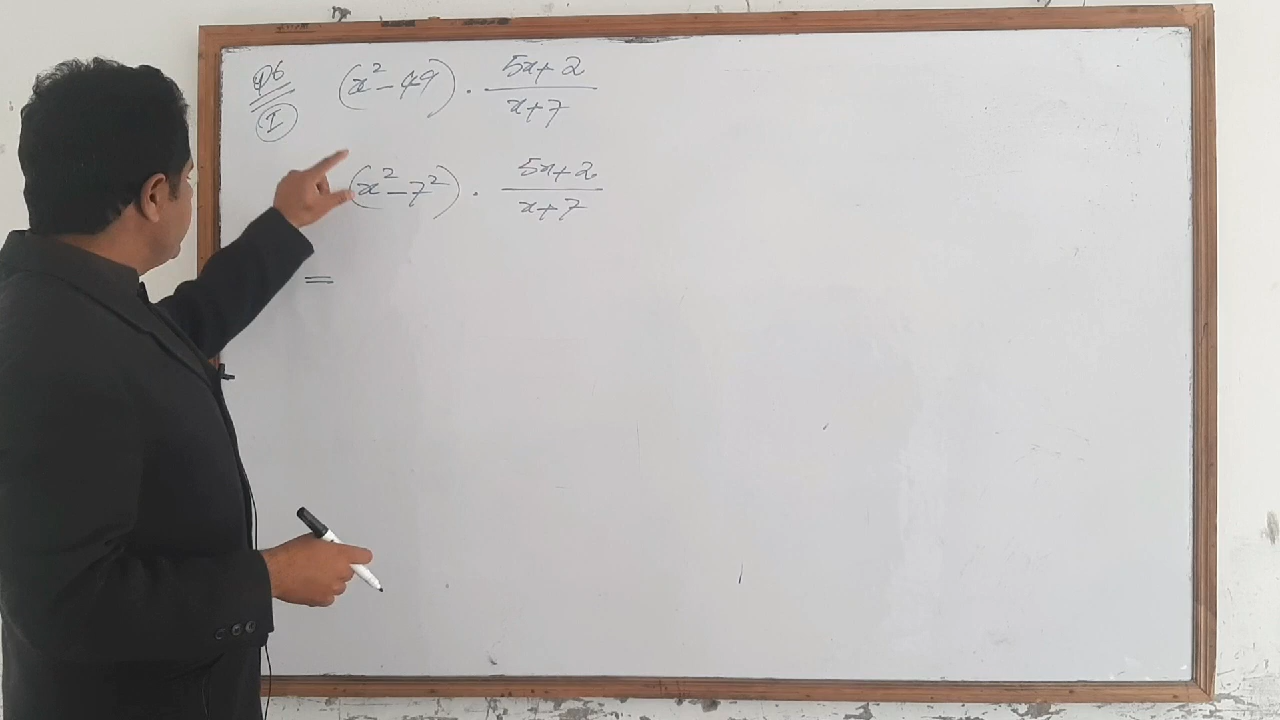 Q6 (x² - 49) · (5x+2)/(x+7)
I
(x² - 7²) · (5x+2)/(x+7)
=